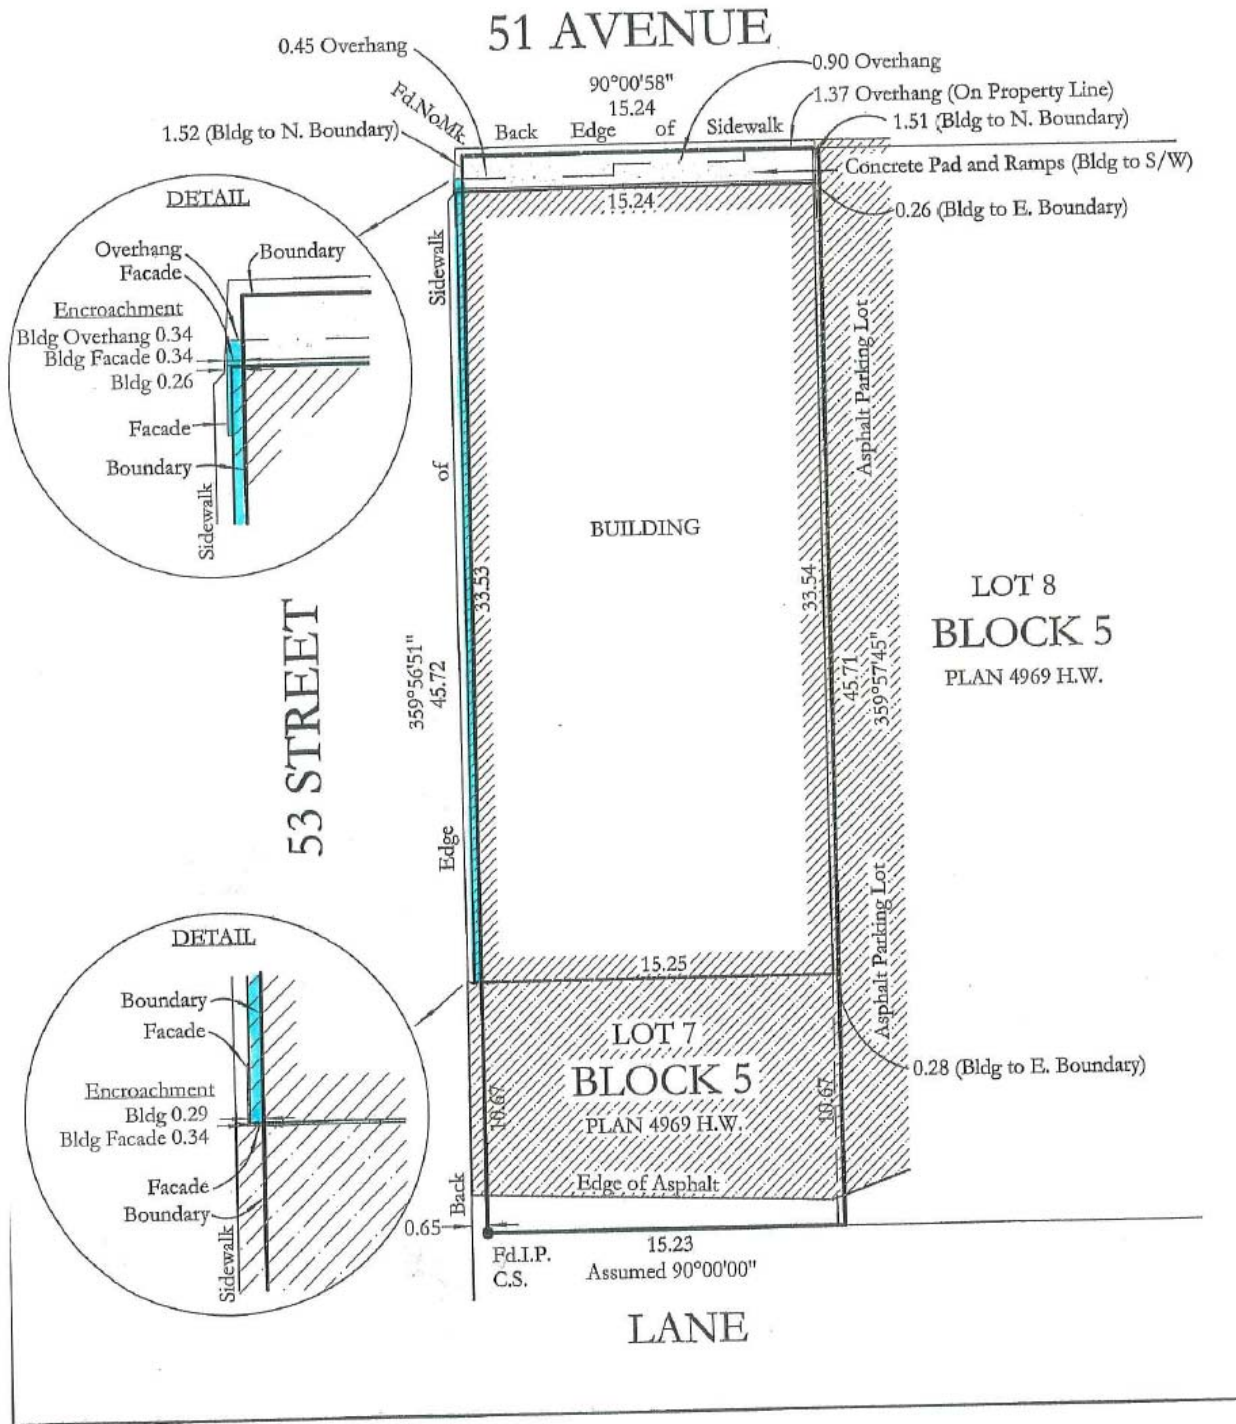 51 AVENUE
0.45 Overhang
0.90 Overhang
90°00'58"
15.24
1.37 Overhang (On Property Line)
Fd.NoMk.
1.52 (Bldg to N. Boundary)
Back Edge of Sidewalk
1.51 (Bldg to N. Boundary)
Concrete Pad and Ramps (Bldg to S/W)
15.24
0.26 (Bldg to E. Boundary)
DETAIL
Overhang
Boundary
Facade
Encroachment
Bldg Overhang 0.34
Bldg Facade 0.34
Bldg 0.26
Facade
Boundary
Sidewalk
Sidewalk
of
Edge
Back
Asphalt Parking Lot
BUILDING
33.53
33.54
359°56'51"
45.72
45.71
359°57'45"
LOT 8
BLOCK 5
PLAN 4969 H.W.
53 STREET
Asphalt Parking Lot
15.25
DETAIL
Boundary
Facade
Encroachment
Bldg 0.29
Bldg Facade 0.34
Facade
Boundary
Sidewalk
LOT 7
BLOCK 5
PLAN 4969 H.W.
10.67
10.67
0.28 (Bldg to E. Boundary)
Edge of Asphalt
0.65
Fd.I.P.
C.S.
15.23
Assumed 90°00'00"
LANE